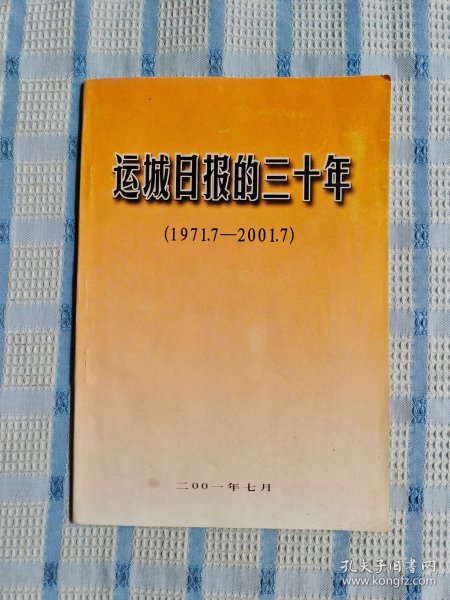 运城日报的三十年
(1971.7—2001.7)
二00一年七月
孔夫子旧书网
www.kongfz.com